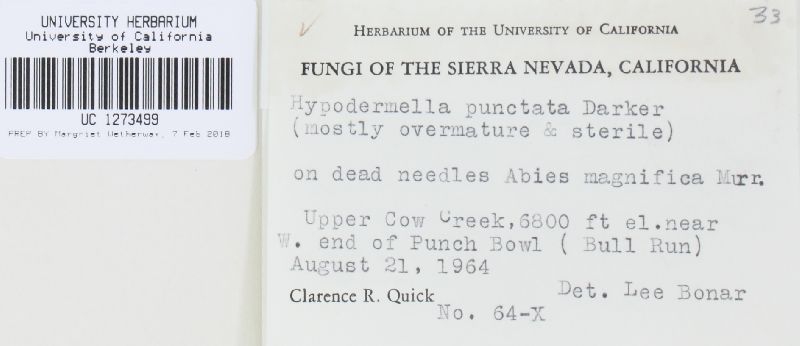 UNIVERSITY HERBARIUM
University of California
Berkeley
UC 1273499
PREP BY Margriet Wetherwax, 7 Feb 2018
33
HERBARIUM OF THE UNIVERSITY OF CALIFORNIA
FUNGI OF THE SIERRA NEVADA, CALIFORNIA
Hypodermella punctata Darker
(mostly overmature & sterile)
on dead needles Abies magnifica Murr.
Upper Cow Creek, 6800 ft el. near
W. end of Punch Bowl ( Bull Run)
August 21, 1964
Clarence R. Quick Det. Lee Bonar
No. 64-X